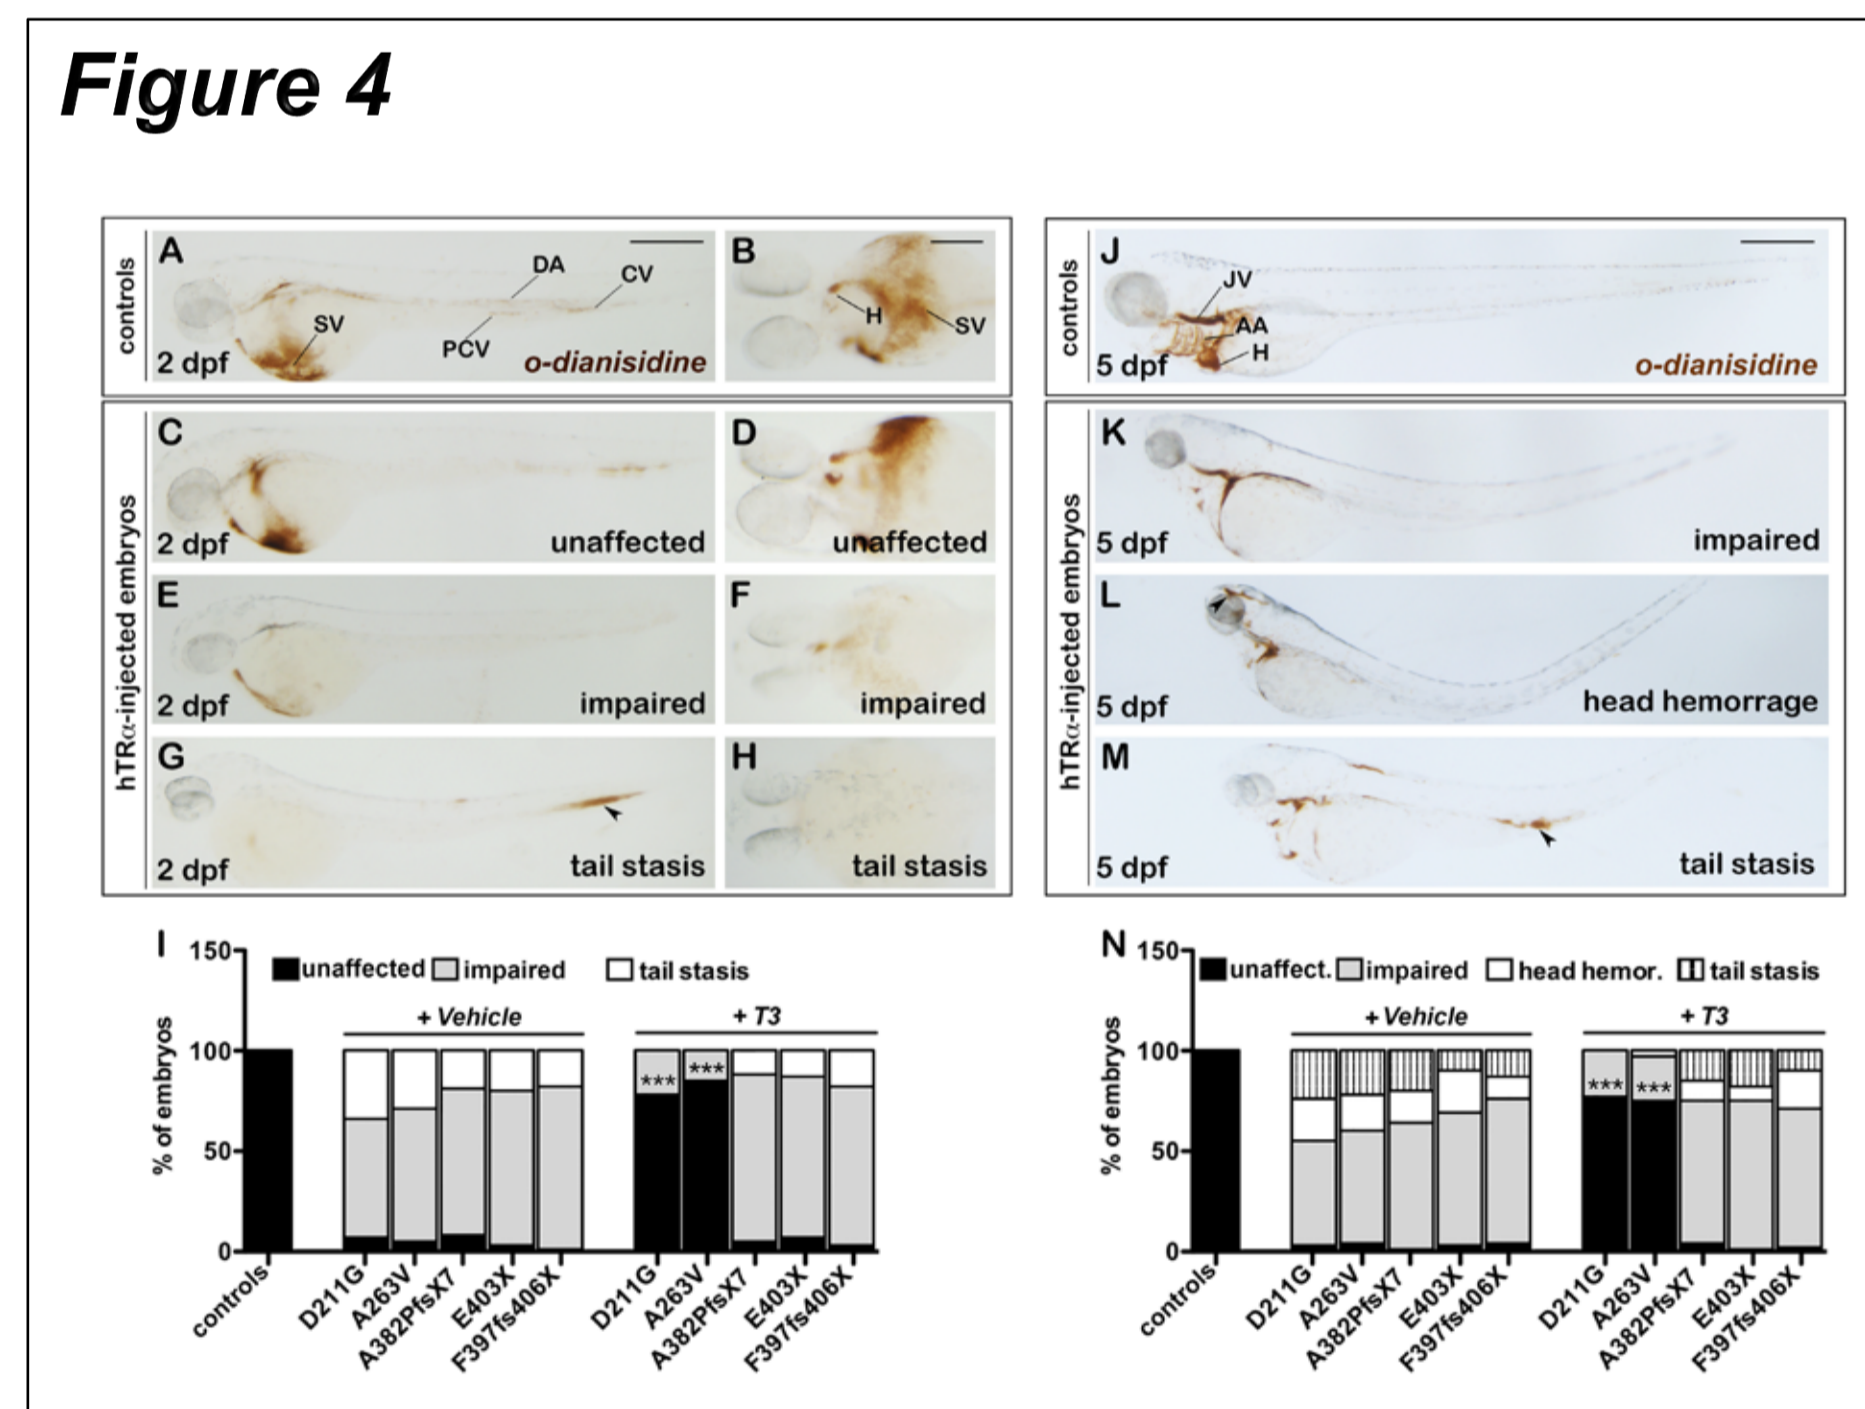 Figure 4
controls
A
DA
CV
SV
PCV
2 dpf
o-dianisidine
B
H
SV
hTRα-injected embryos
C
2 dpf
unaffected
D
unaffected
E
2 dpf
impaired
F
impaired
G
2 dpf
tail stasis
H
tail stasis
controls
J
JV
AA
H
5 dpf
o-dianisidine
hTRα-injected embryos
K
5 dpf
impaired
L
5 dpf
head hemorrage
M
5 dpf
tail stasis
I
% of embryos
150
100
50
0
unaffected impaired tail stasis
+ Vehicle
+ T3
*** ***
controls
D211G
A263V
A382PfsX7
E403X
F397fs406X
D211G
A263V
A382PfsX7
E403X
F397fs406X
N
% of embryos
150
100
50
0
unaffect. impaired head hemor. tail stasis
+ Vehicle
+ T3
*** ***
controls
D211G
A263V
A382PfsX7
E403X
F397fs406X
D211G
A263V
A382PfsX7
E403X
F397fs406X